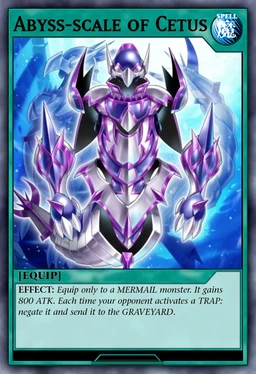 ABYSS-SCALE OF CETUS
SPELL
[EQUIP]
EFFECT: Equip only to a MERMAIL monster. It gains
800 ATK. Each time your opponent activates a TRAP:
negate it and send it to the GRAVEYARD.